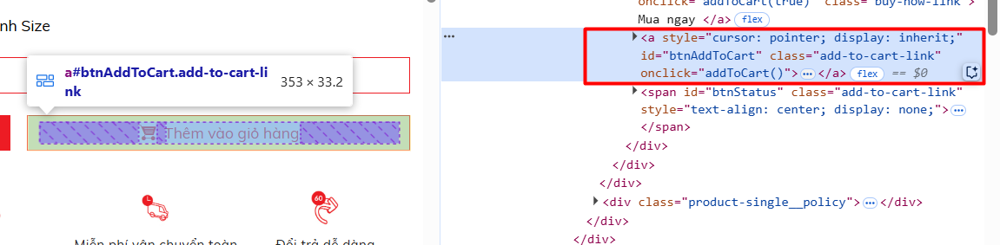 nh Size
a#btnAddToCart.add-to-cart-li
nk
353 × 33.2
Thêm vào giỏ hàng
60
Miễn phí vận chuyển toàn
Đổi trả dễ dàng
onclick="addToCart(true)" class="buy-now-link">
Mua ngay </a> flex
<a style="cursor: pointer; display: inherit;"
id="btnAddToCart" class="add-to-cart-link"
onclick="addToCart()">…</a> flex == $0
<span id="btnStatus" class="add-to-cart-link"
style="text-align: center; display: none;">…
</span>
</div>
</div>
</div>
<div class="product-single__policy">…</div>
</div>
</div>